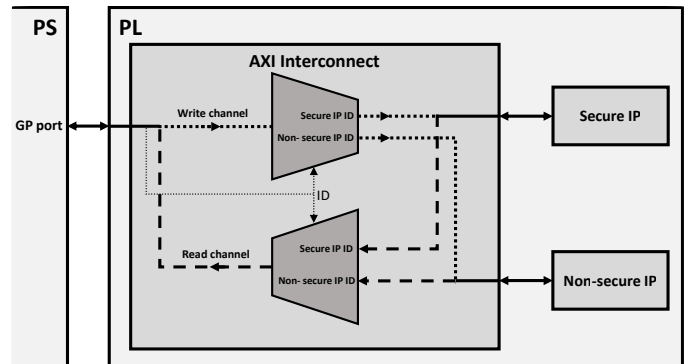 PS
PL
AXI Interconnect
GP port
Write channel
Secure IP ID
Non- secure IP ID
Secure IP
ID
Read channel
Secure IP ID
Non- secure IP ID
Non-secure IP